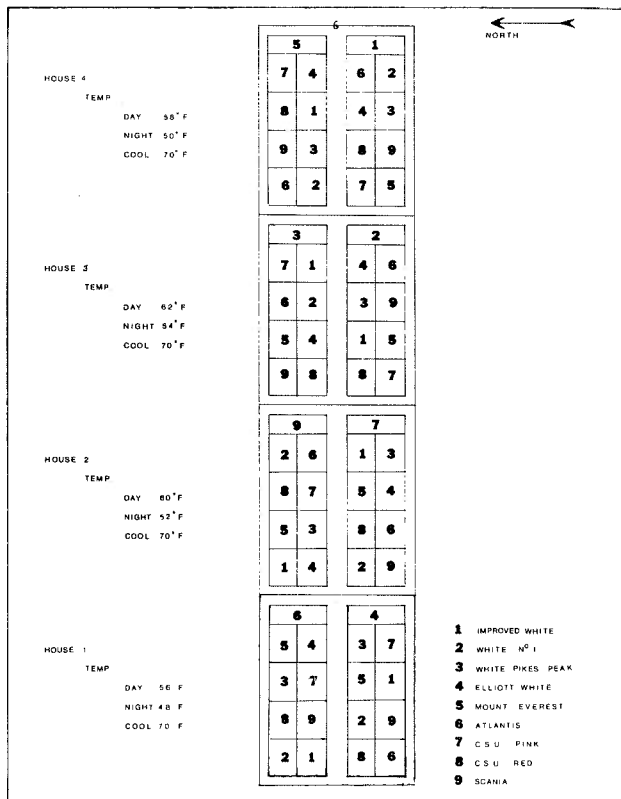 6
NORTH
HOUSE 4
TEMP
DAY 58°F
NIGHT 50°F
COOL 70°F
5
7 4
8 1
9 3
6 2
1
6 2
4 3
8 9
7 5
HOUSE 3
TEMP
DAY 62°F
NIGHT 54°F
COOL 70°F
3
7 1
6 2
5 4
9 8
2
4 6
3 9
1 5
8 7
HOUSE 2
TEMP
DAY 60°F
NIGHT 52°F
COOL 70°F
9
2 6
8 7
5 3
1 4
7
1 3
5 4
8 6
2 9
HOUSE 1
TEMP
DAY 56 F
NIGHT 48 F
COOL 70 F
6
5 4
3 7
8 9
2 1
4
3 7
5 1
2 9
8 6
1 IMPROVED WHITE
2 WHITE Nº 1
3 WHITE PIKES PEAK
4 ELLIOTT WHITE
5 MOUNT EVEREST
6 ATLANTIS
7 CSU PINK
8 CSU RED
9 SCANIA